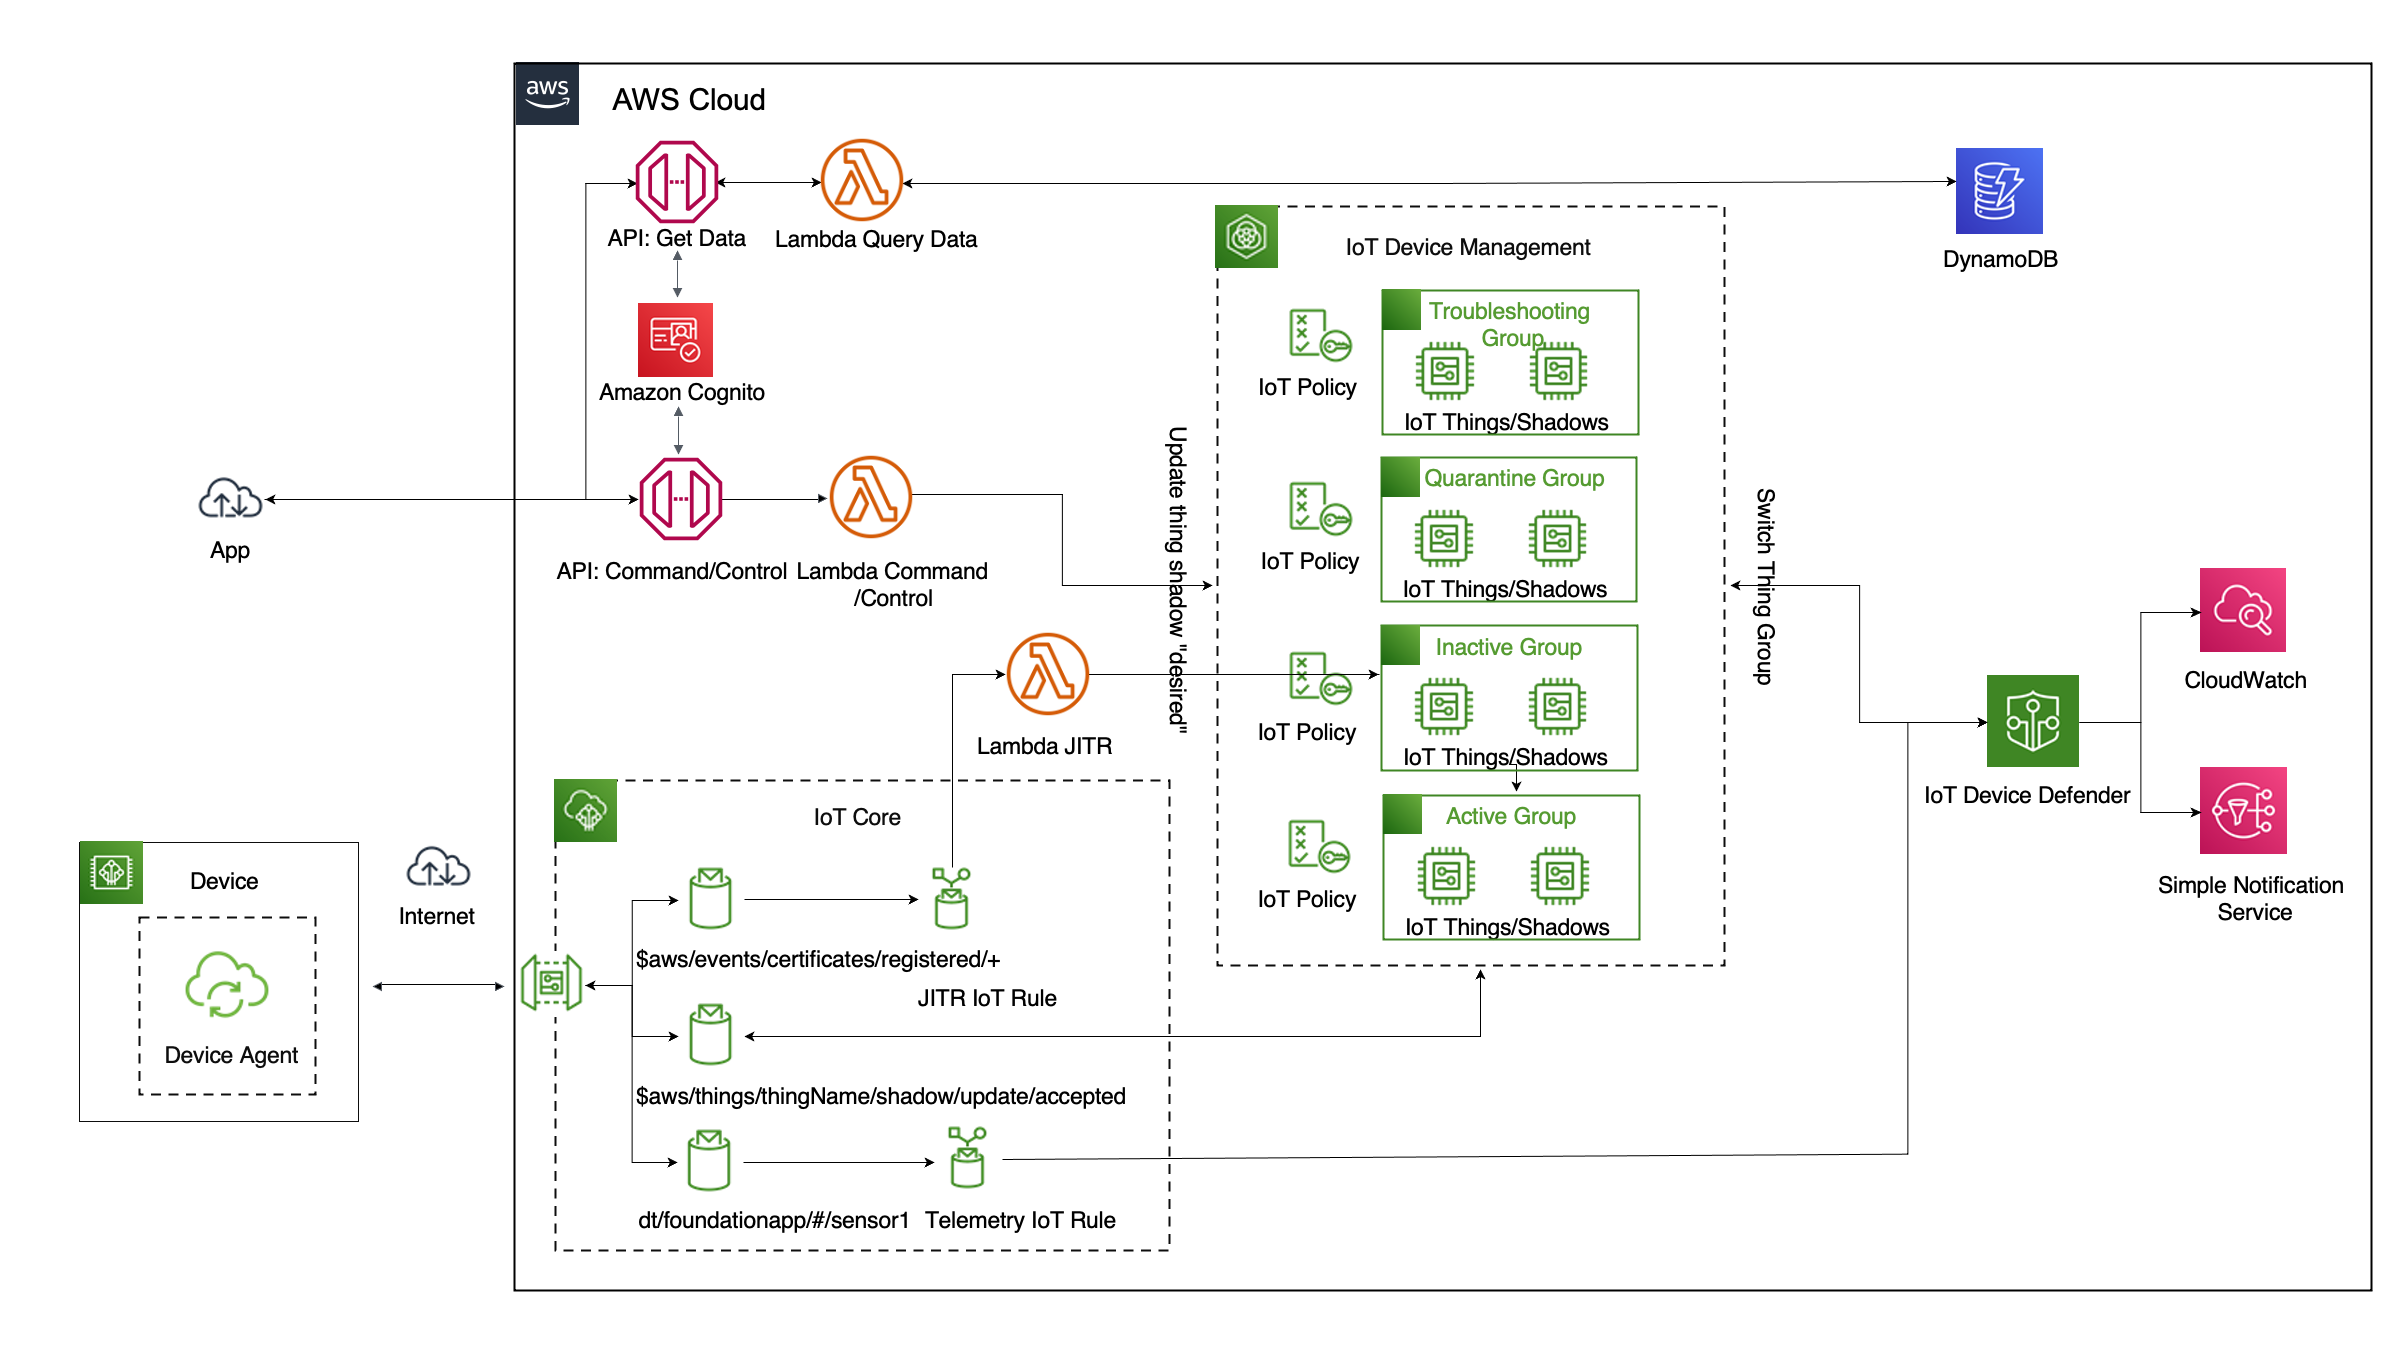 aws
AWS Cloud
API: Get Data
Lambda Query Data
DynamoDB
IoT Device Management
Troubleshooting
Group
IoT Policy
IoT Things/Shadows
Amazon Cognito
Update thing shadow "desired"
Quarantine Group
IoT Policy
IoT Things/Shadows
Switch Thing Group
App
API: Command/Control
Lambda Command
/Control
Inactive Group
IoT Policy
IoT Things/Shadows
CloudWatch
Lambda JITR
IoT Device Defender
Active Group
IoT Policy
IoT Things/Shadows
Simple Notification
Service
IoT Core
Device
Device Agent
Internet
$aws/events/certificates/registered/+
JITR IoT Rule
$aws/things/thingName/shadow/update/accepted
dt/foundationapp/#/sensor1
Telemetry IoT Rule